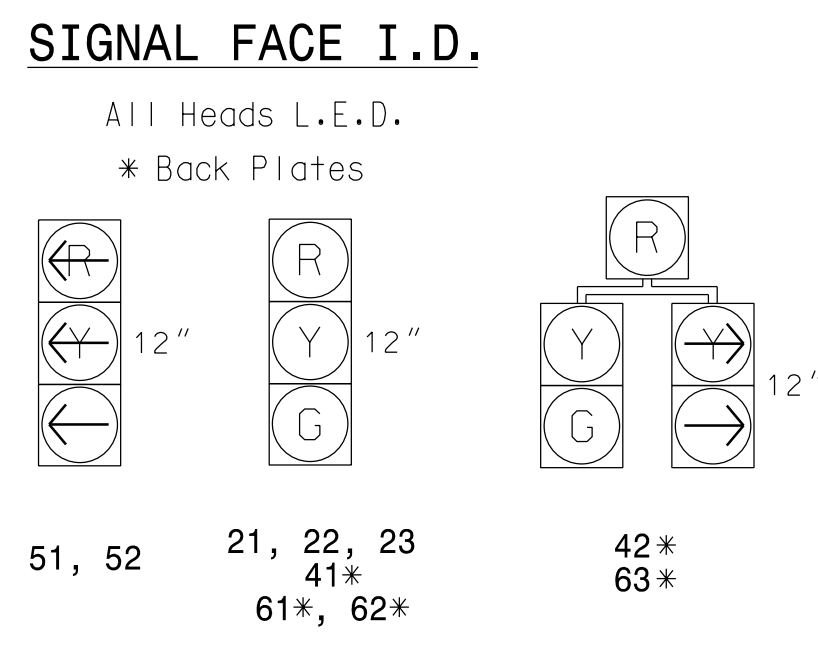 SIGNAL FACE I.D.
All Heads L.E.D.
* Back Plates
R
Y
12"
R
Y
G
12"
R
Y
G
Y
12"
51, 52
21, 22, 23
41*
61*, 62*
42*
63*